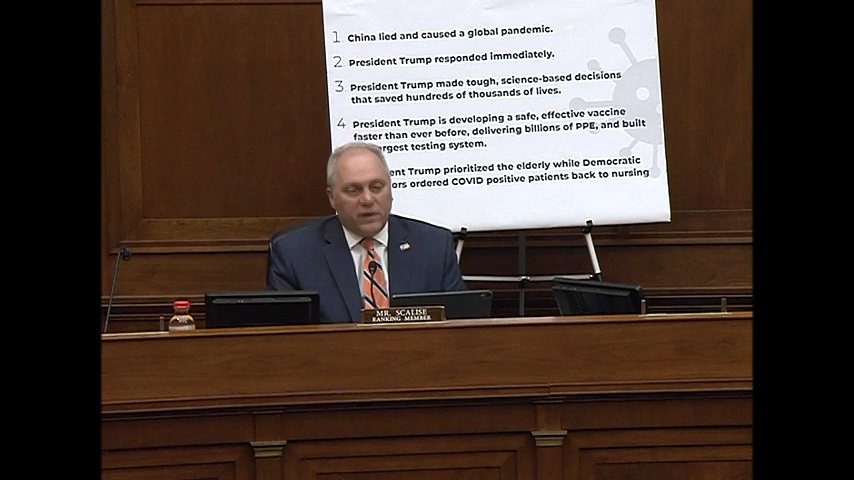 1 China lied and caused a global pandemic.
2 President Trump responded immediately.
3 President Trump made tough, science-based decisions
that saved hundreds of thousands of lives.
4 President Trump is developing a safe, effective vaccine
faster than ever before, delivering billions of PPE, and built
argest testing system.
ent Trump prioritized the elderly while Democratic
ors ordered COVID positive patients back to nursing
MR. SCALISE
RANKING MEMBER